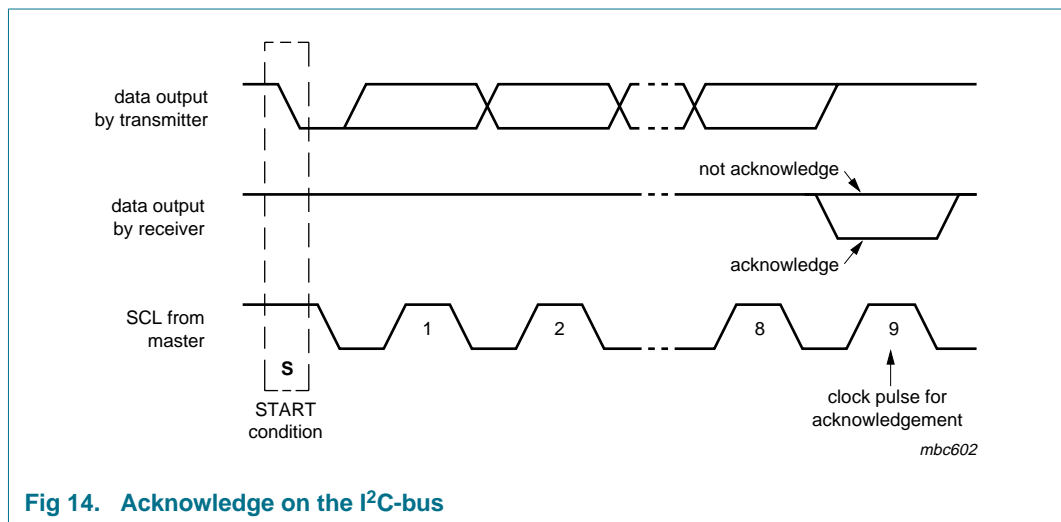 data output
by transmitter
not acknowledge
data output
by receiver
acknowledge
SCL from
master
1
2
8
9
S
START
condition
clock pulse for
acknowledgement
mbc602
Fig 14. Acknowledge on the I²C-bus